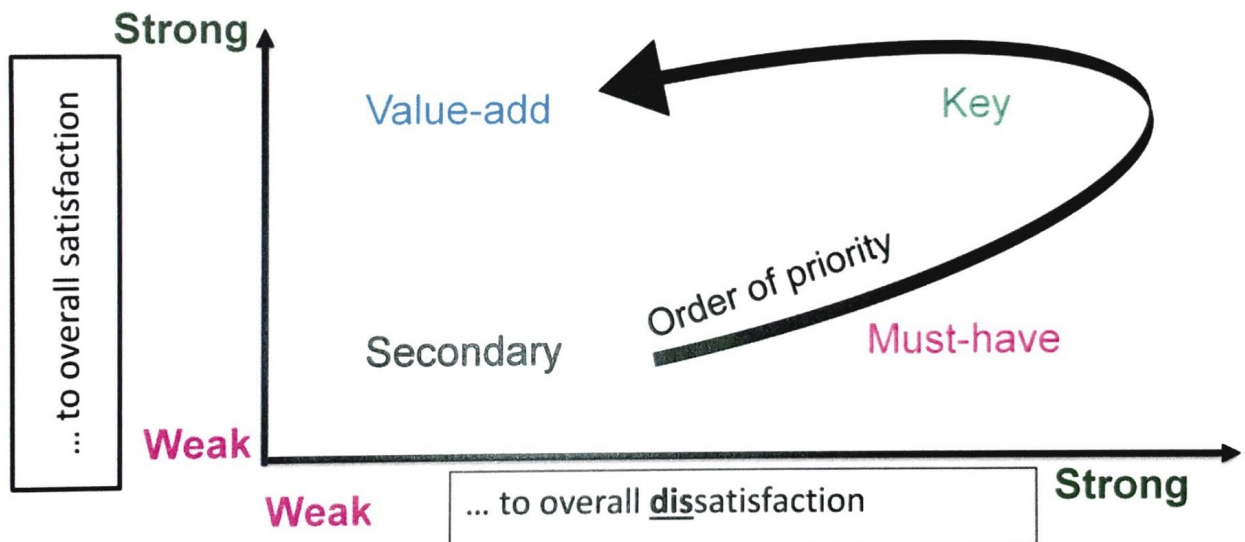 Strong
... to overall satisfaction
Value-add
Key
Order of priority
Secondary
Must-have
Weak
Weak
... to overall dissatisfaction
Strong